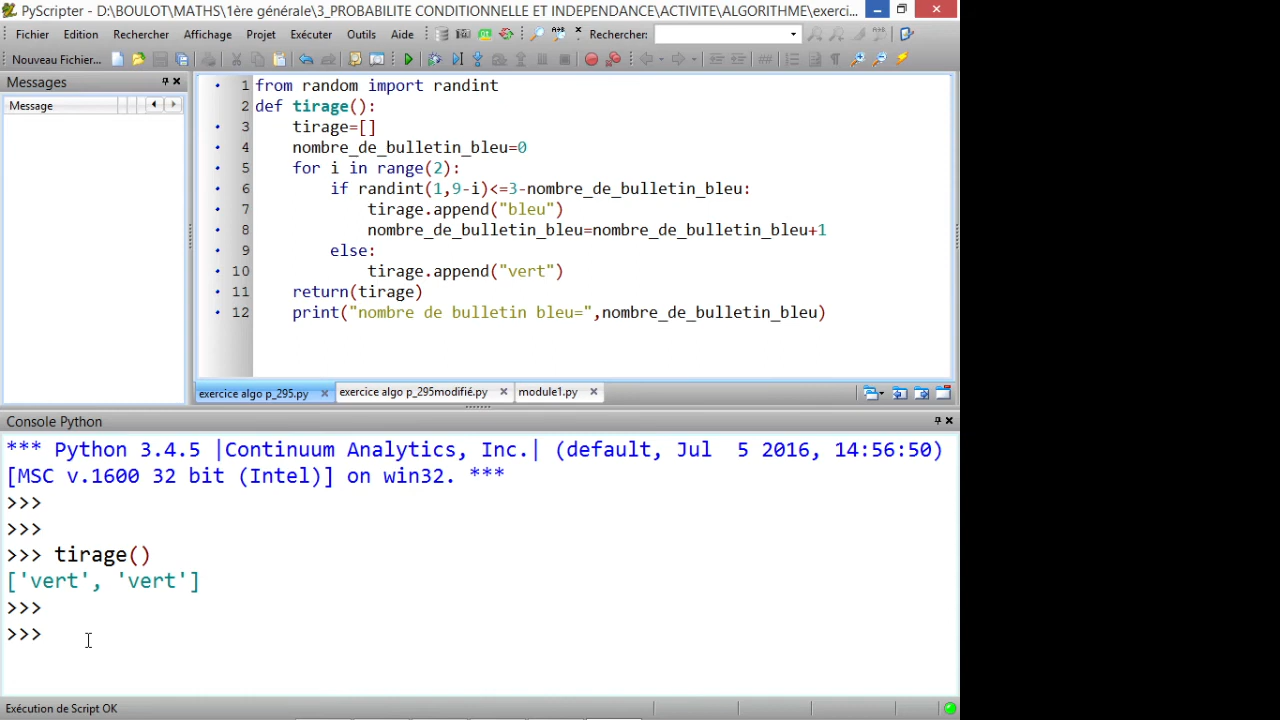 PyScripter - D:\BOULOT\MATHS\1ère générale\3_PROBABILITE CONDITIONNELLE ET INDEPENDANCE\ACTIVITE\ALGORITHME\exerci...
Fichier Edition Rechercher Affichage Projet Exécuter Outils Aide Rechercher:
Nouveau Fichier...
Messages
Message
1 from random import randint
2 def tirage():
3     tirage=[]
4     nombre_de_bulletin_bleu=0
5     for i in range(2):
6         if randint(1,9-i)<=3-nombre_de_bulletin_bleu:
7             tirage.append("bleu")
8             nombre_de_bulletin_bleu=nombre_de_bulletin_bleu+1
9         else:
10             tirage.append("vert")
11     return(tirage)
12     print("nombre de bulletin bleu=",nombre_de_bulletin_bleu)
exercice algo p_295.py exercice algo p_295modifié.py module1.py
Console Python
*** Python 3.4.5 |Continuum Analytics, Inc.| (default, Jul  5 2016, 14:56:50)
[MSC v.1600 32 bit (Intel)] on win32. ***
>>>
>>>
>>> tirage()
['vert', 'vert']
>>>
>>>
Exécution de Script OK